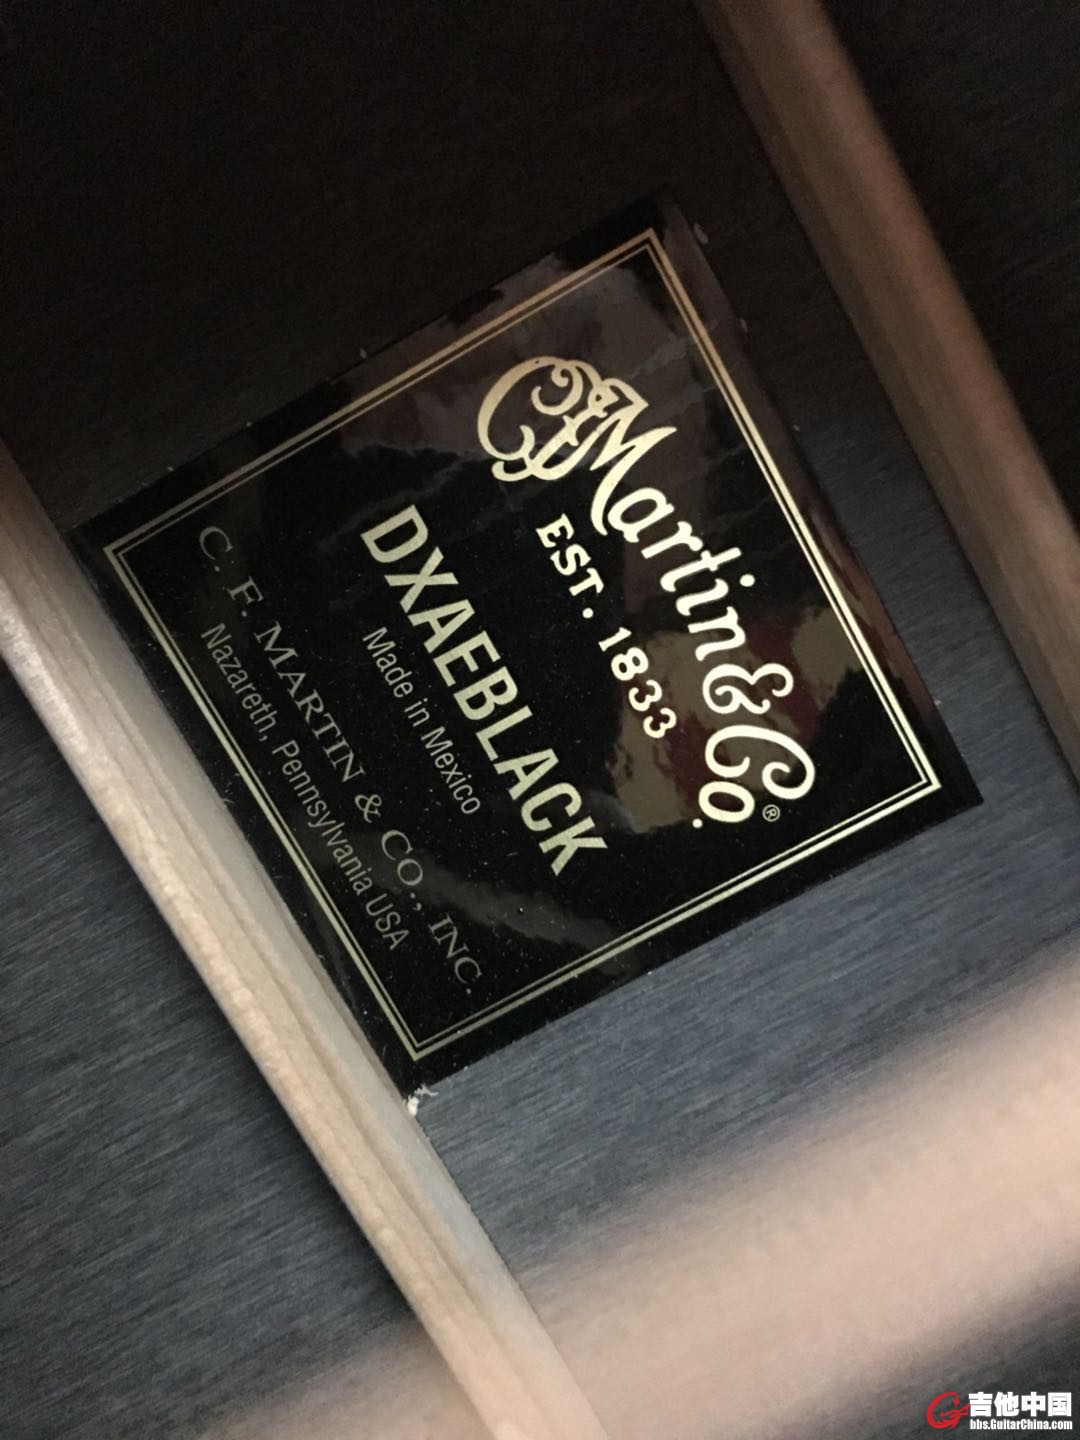 CFMartin & Co.®
EST. 1833
DXAEBLACK
Made in Mexico
C. F. MARTIN & CO., INC.
Nazareth, Pennsylvania USA
吉他中国
bbs.GuitarChina.com